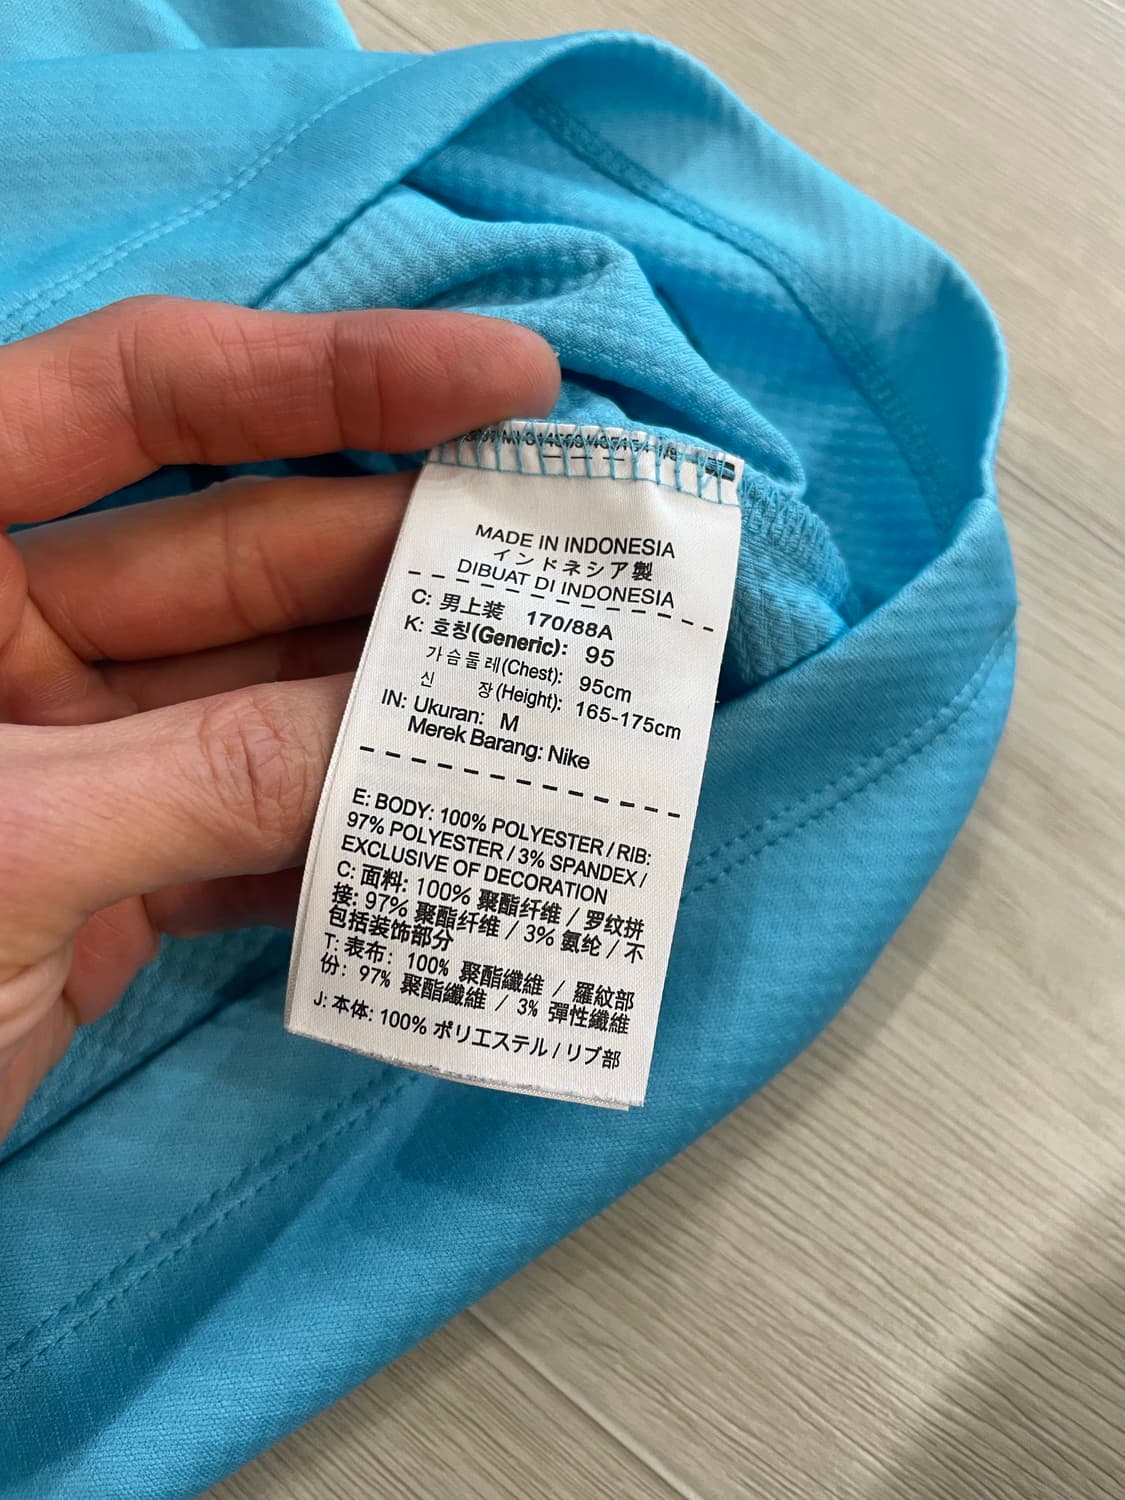 MADE IN INDONESIA
インドネシア製
DIBUAT DI INDONESIA
C: 男上装 170/88A
K: 호칭(Generic): 95
가슴둘레(Chest): 95cm
신 장(Height): 165-175cm
IN: Ukuran: M
Merek Barang: Nike
E: BODY: 100% POLYESTER / RIB:
97% POLYESTER / 3% SPANDEX /
EXCLUSIVE OF DECORATION
C: 面料: 100% 聚酯纤维 / 罗纹拼
接: 97% 聚酯纤维 / 3% 氨纶 / 不
包括装饰部分
T: 表布: 100% 聚酯纖維 / 羅紋部
份: 97% 聚酯纖維 / 3% 彈性纖維
J: 本体: 100% ポリエステル / リブ部